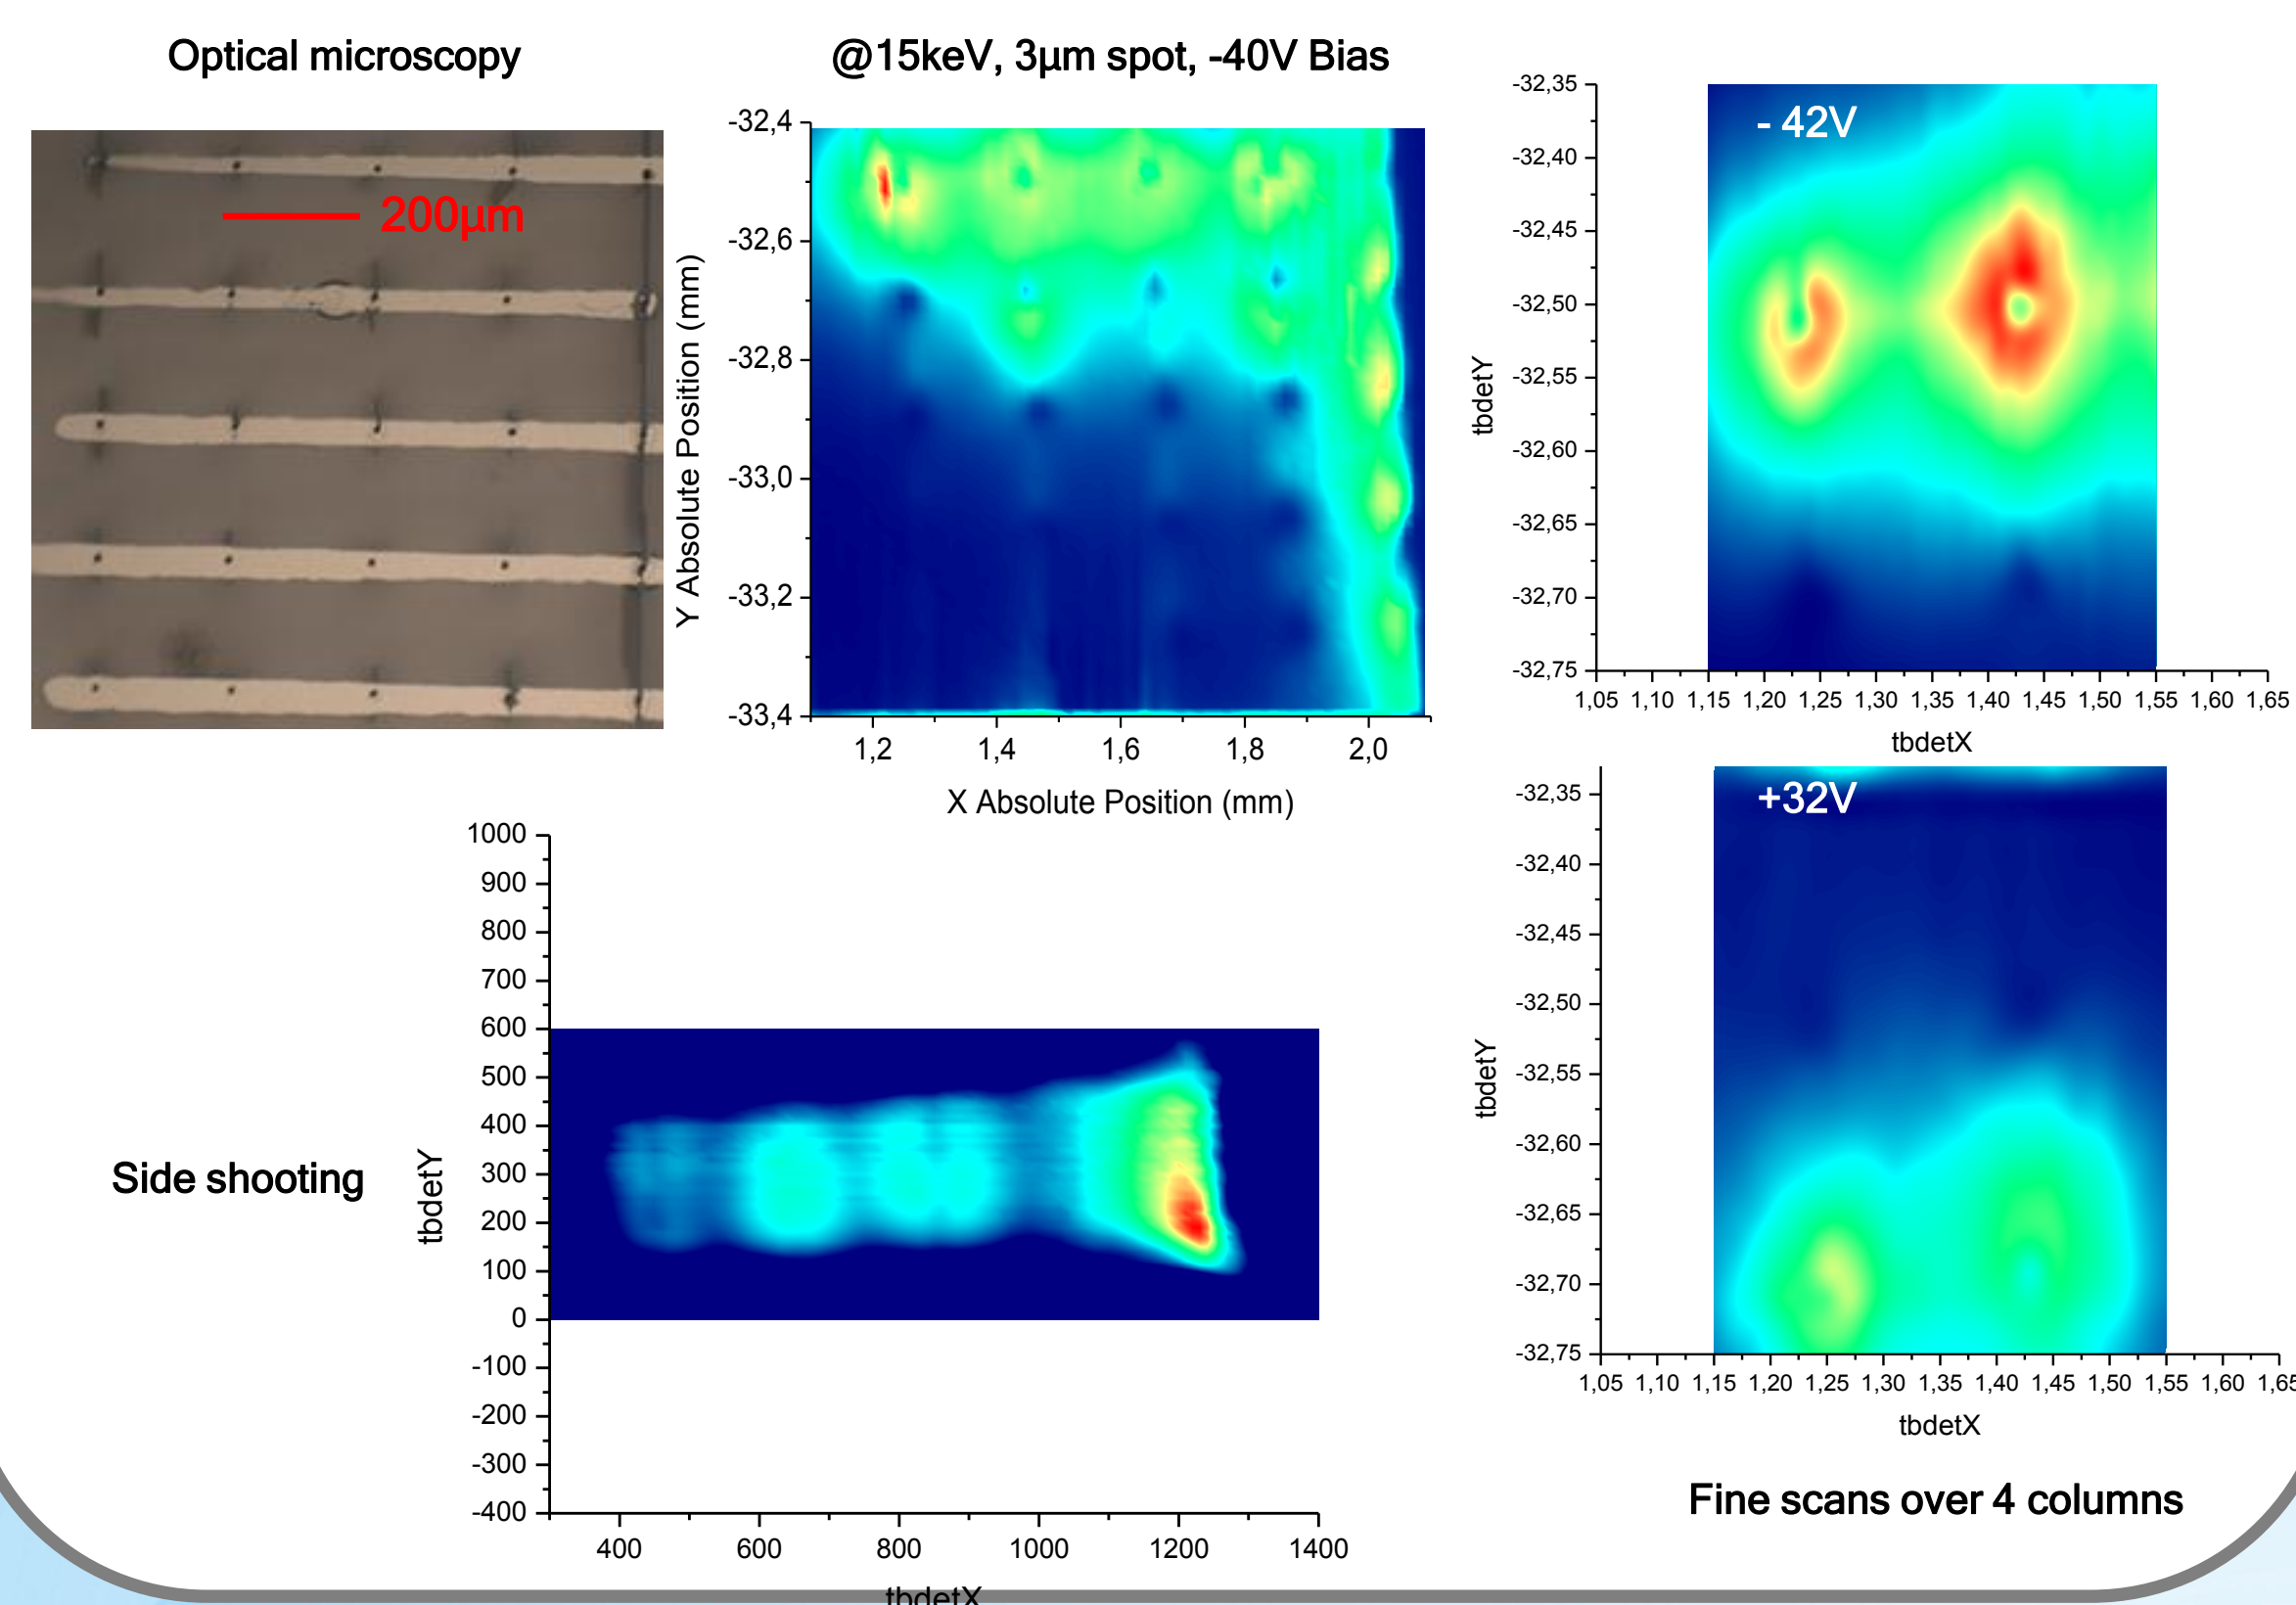 Optical microscopy
200µm
@15keV, 3µm spot, -40V Bias
-32,4
-32,6
-32,8
-33,0
-33,2
-33,4
Y Absolute Position (mm)
1,2 1,4 1,6 1,8 2,0
X Absolute Position (mm)
- 42V
-32,35
-32,40
-32,45
-32,50
-32,55
-32,60
-32,65
-32,70
-32,75
tbdetY
1,05 1,10 1,15 1,20 1,25 1,30 1,35 1,40 1,45 1,50 1,55 1,60 1,65
tbdetX
+32V
-32,35
-32,40
-32,45
-32,50
-32,55
-32,60
-32,65
-32,70
-32,75
tbdetY
1,05 1,10 1,15 1,20 1,25 1,30 1,35 1,40 1,45 1,50 1,55 1,60 1,65
tbdetX
Fine scans over 4 columns
Side shooting
1000
900
800
700
600
500
400
300
200
100
0
-100
-200
-300
-400
tbdetY
400 600 800 1000 1200 1400
tbdetX